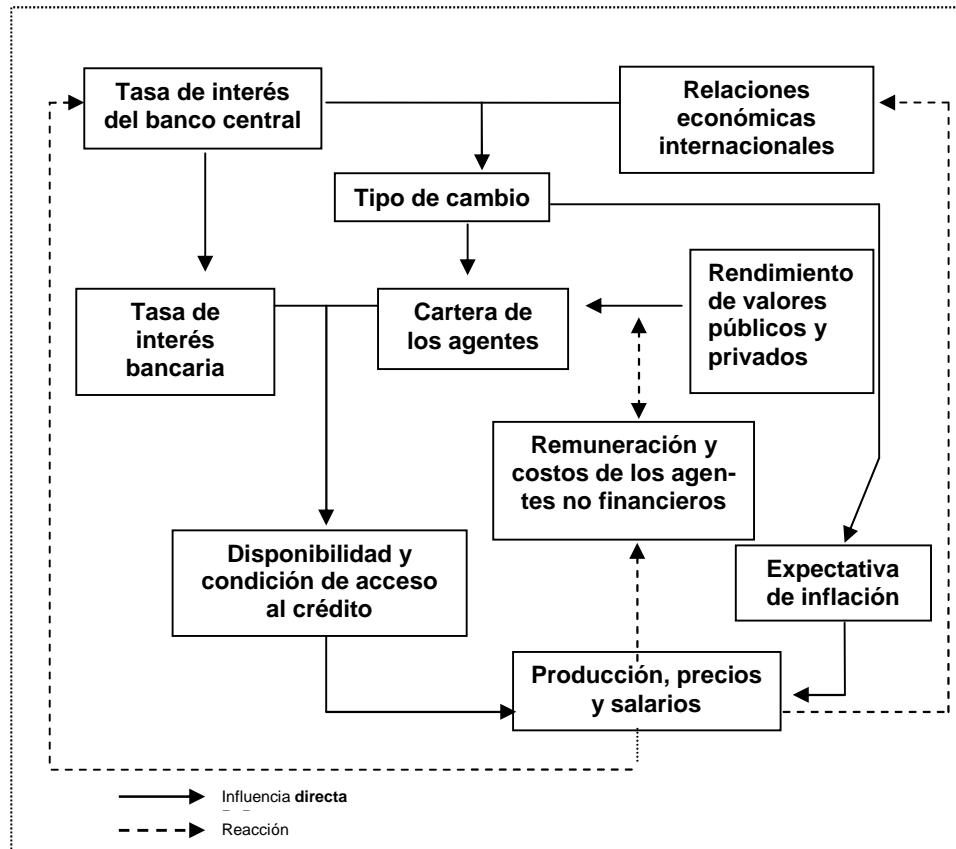 Tasa de interés
del banco central
Relaciones
económicas
internacionales
Tipo de cambio
Tasa de
interés
bancaria
Cartera de
los agentes
Rendimiento
de valores
públicos y
privados
Remuneración y
costos de los agen-
tes no financieros
Disponibilidad y
condición de acceso
al crédito
Expectativa
de inflación
Producción, precios
y salarios
Influencia directa
Reacción